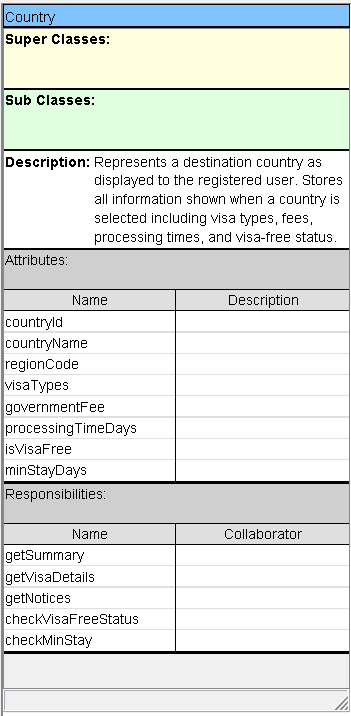 Country
Super Classes:
Sub Classes:
Description: Represents a destination country as
displayed to the registered user. Stores
all information shown when a country is
selected including visa types, fees,
processing times, and visa-free status.
Attributes:
Name Description
countryId
countryName
regionCode
visaTypes
governmentFee
processingTimeDays
isVisaFree
minStayDays
Responsibilities:
Name Collaborator
getSummary
getVisaDetails
getNotices
checkVisaFreeStatus
checkMinStay